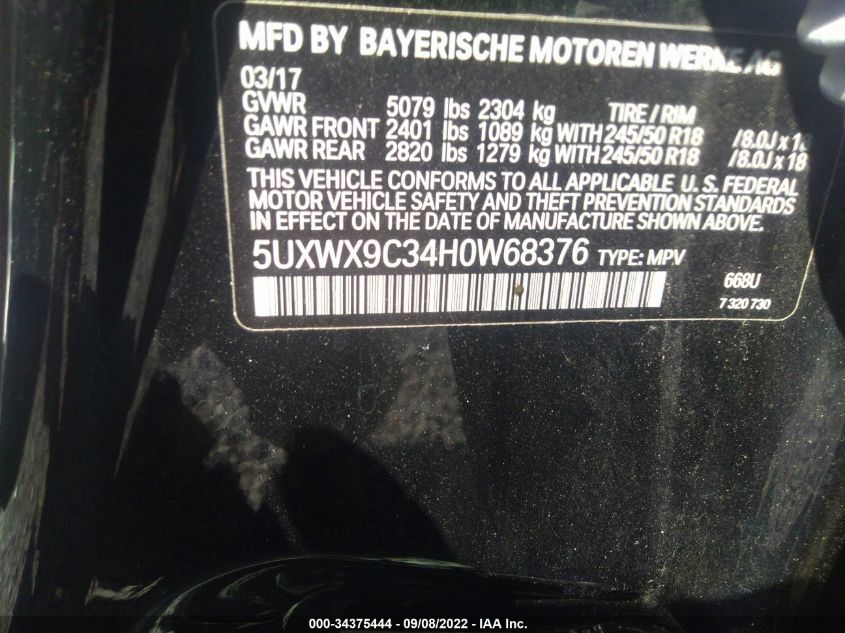 MFD BY BAYERISCHE MOTOREN WERKE AG
03/17
GVWR 5079 lbs 2304 kg TIRE / RIM
GAWR FRONT 2401 lbs 1089 kg WITH 245/50 R18 /8.0J x
GAWR REAR 2820 lbs 1279 kg WITH 245/50 R18 /8.0J x 18
THIS VEHICLE CONFORMS TO ALL APPLICABLE U. S. FEDERAL
MOTOR VEHICLE SAFETY AND THEFT PREVENTION STANDARDS
IN EFFECT ON THE DATE OF MANUFACTURE SHOWN ABOVE.
5UXWX9C34H0W68376 TYPE: MPV
668U
7 320 730
000-34375444 - 09/08/2022 - IAA Inc.